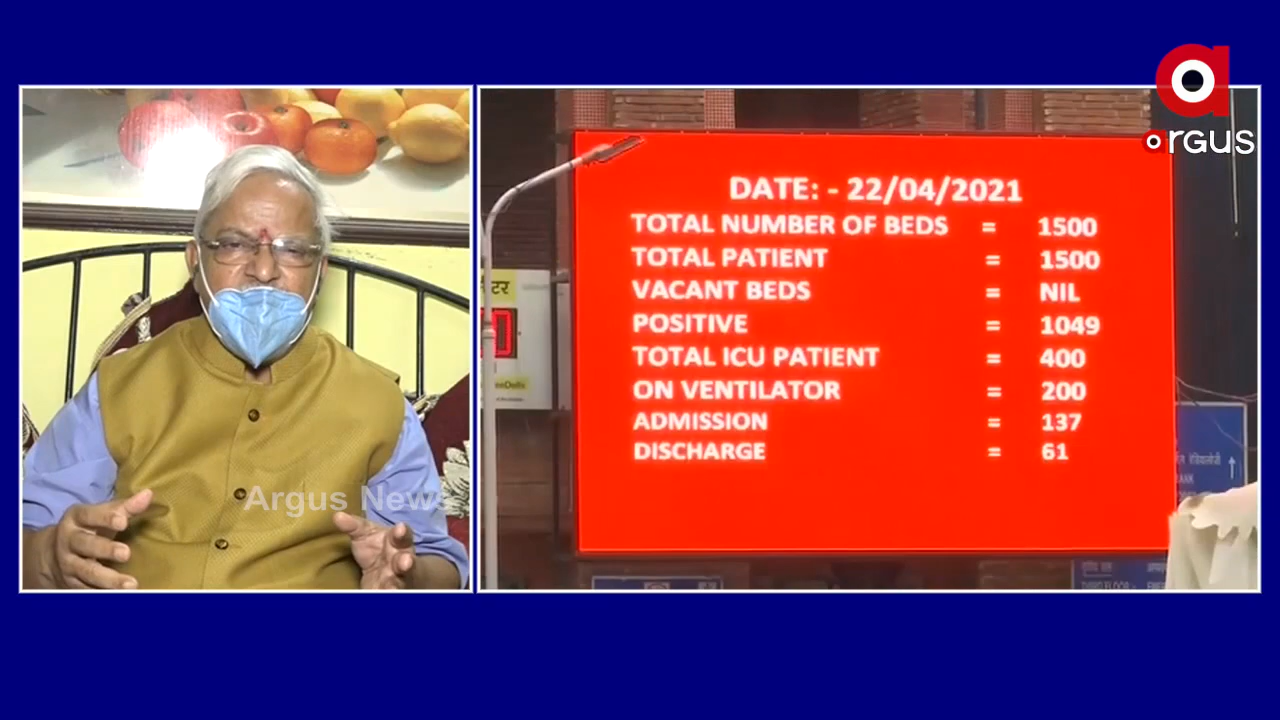 argus
DATE: - 22/04/2021
TOTAL NUMBER OF BEDS = 1500
TOTAL PATIENT = 1500
VACANT BEDS = NIL
POSITIVE = 1049
TOTAL ICU PATIENT = 400
ON VENTILATOR = 200
ADMISSION = 137
DISCHARGE = 61
Argus News